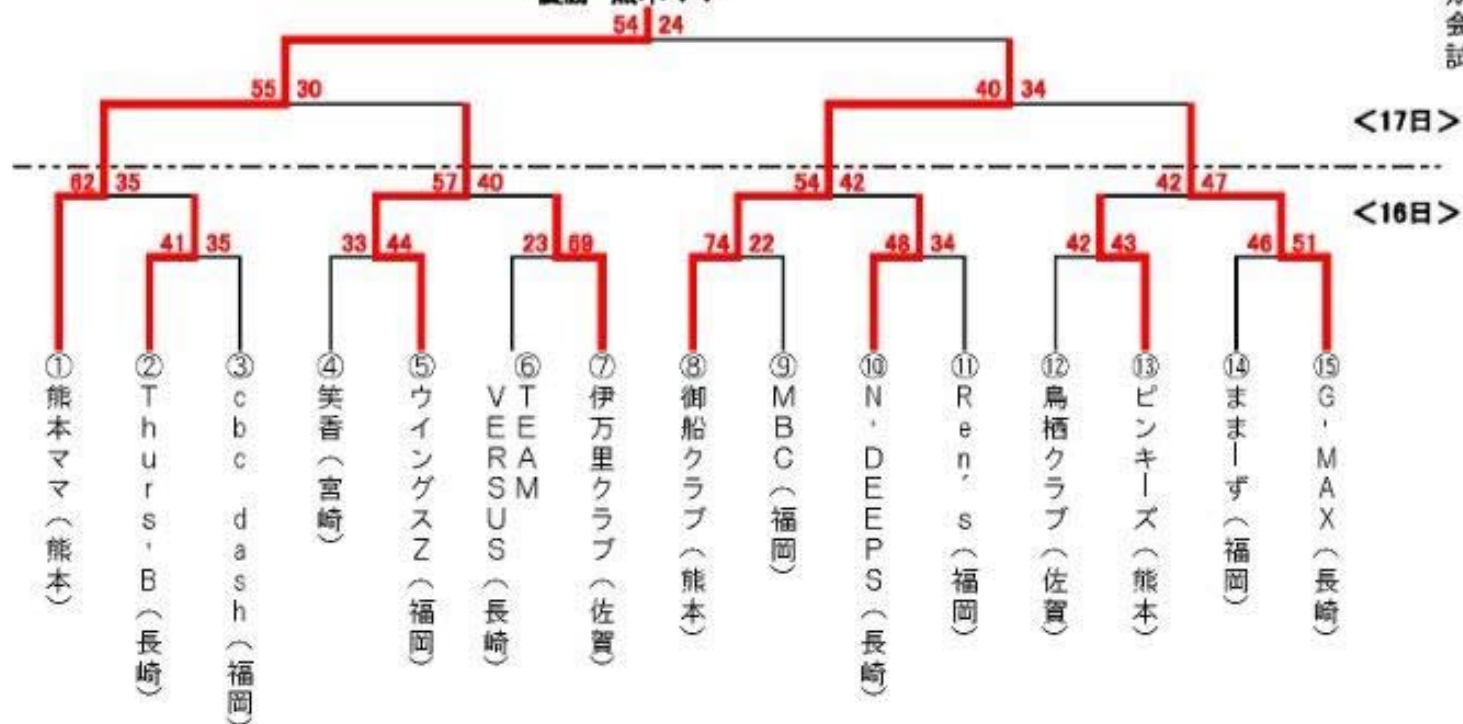 54 24
55 30
40 34
<17日>
62 35
57 40
54 42
42 47
<16日>
41 35
33 44
23 69
74 22
48 34
42 43
46 51
①熊本ママ(熊本)
②Thurs'B(長崎)
③cbc dash(福岡)
④笑香(宮崎)
⑤ウイングスZ(福岡)
⑥TEAM
VERSUS(長崎)
⑦伊万里クラブ(佐賀)
⑧御船クラブ(熊本)
⑨MBC(福岡)
⑩N'DEEPS(長崎)
⑪Ren's(福岡)
⑫鳥栖クラブ(佐賀)
⑬ピンキーズ(熊本)
⑭ままーず(福岡)
⑮G'MAX(長崎)
会
試